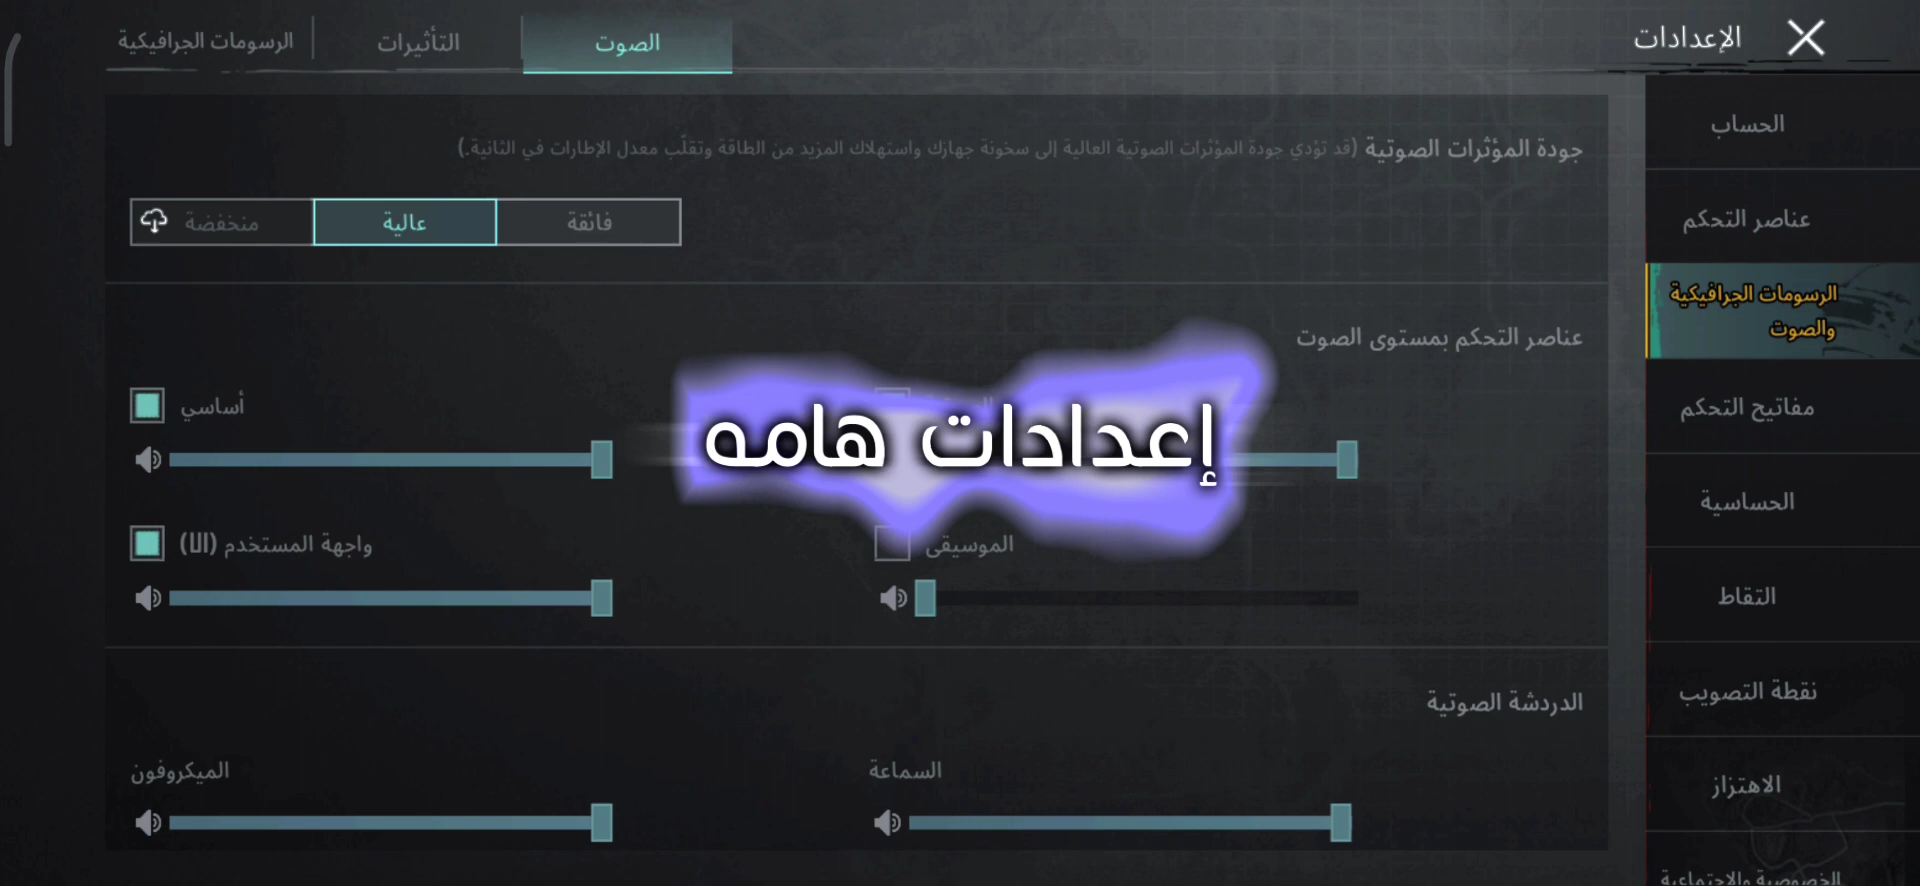 الإعدادات
الصوت
التأثيرات
الرسومات الجرافيكية
الحساب
عناصر التحكم
الرسومات الجرافيكية
والصوت
مفاتيح التحكم
الحساسية
التقاط
نقطة التصويب
الاهتزاز
الخصوصية والاجتماعية
جودة المؤثرات الصوتية (قد تؤدي جودة المؤثرات الصوتية العالية إلى سخونة جهازك واستهلاك المزيد من الطاقة وتقلّب معدل الإطارات في الثانية.)
فائقة
عالية
منخفضة
عناصر التحكم بمستوى الصوت
أساسي
إعدادات هامه
واجهة المستخدم (UI)
الموسيقى
الدردشة الصوتية
السماعة
الميكروفون